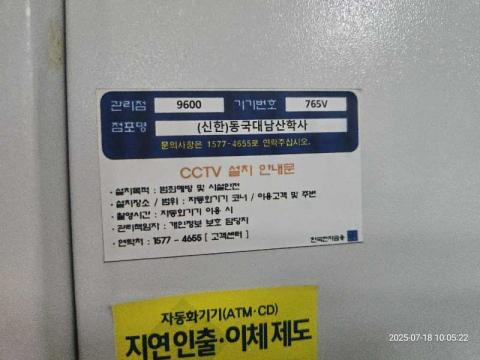 관리점 9600 기기번호 765V
점포명 (신한)동국대남산학사
문의사항은 1577-4655로 연락주십시오.
CCTV 설치 안내문
· 설치목적 : 범죄예방 및 시설안전
· 설치장소 / 범위 : 자동화기기 코너 / 이용고객 및 주변
· 촬영시간 : 자동화기기 이용 시
· 관리책임자 : 개인정보 보호 담당자
· 연락처 : 1577 - 4655 [ 고객센터 ]
한국전자금융
자동화기기(ATM·CD)
지연인출·이체 제도
2025-07-18 10:05:22